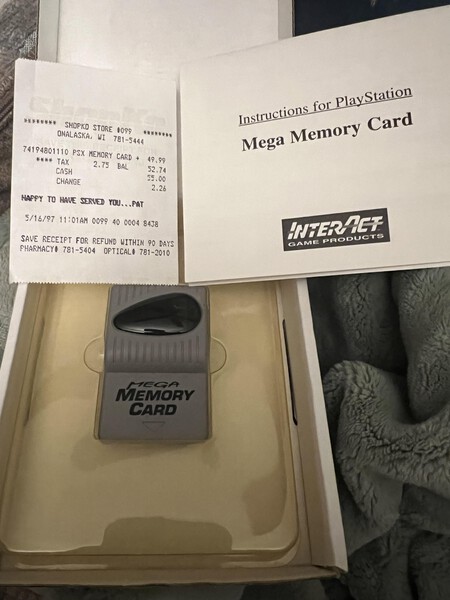 ******** SHOPKO STORE #099 ********
ONALASKA, WI 781-5444
74194801110 PSX MEMORY CARD + 49.99
**** TAX 2.75 BAL 52.74
CASH 55.00
CHANGE 2.26
HAPPY TO HAVE SERVED YOU...PAT
5/16/97 11:01AM 0099 40 0004 8438
SAVE RECEIPT FOR REFUND WITHIN 90 DAYS
PHARMACY# 781-5404 OPTICAL# 781-2010
Instructions for PlayStation
Mega Memory Card
INTERACT
GAME PRODUCTS
MEGA
MEMORY
CARD